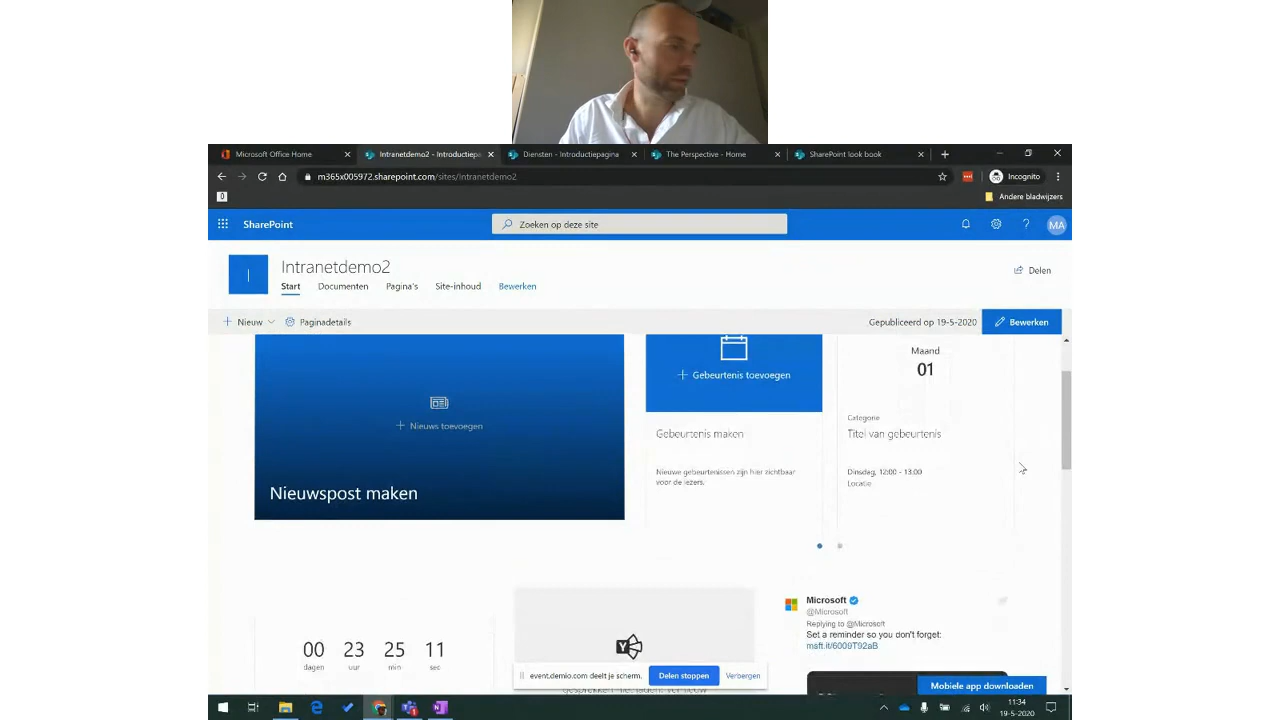 Microsoft Office Home
Intranetdemo2 - Introductiepa
Diensten - Introductiepagina
The Perspective - Home
SharePoint look book
m365x005972.sharepoint.com/sites/Intranetdemo2
Incognito
Andere bladwijzers
SharePoint
Zoeken op deze site
MA
I
Intranetdemo2
Delen
Start
Documenten
Pagina's
Site-inhoud
Bewerken
Nieuw
Paginadetails
Gepubliceerd op 19-5-2020
Bewerken
Nieuws toevoegen
Nieuwspost maken
Gebeurtenis toevoegen
Gebeurtenis maken
Nieuwe gebeurtenissen zijn hier zichtbaar
voor de lezers.
Maand
01
Categorie
Titel van gebeurtenis
Dinsdag, 12:00 - 13:00
Locatie
00 23 25 11
dagen uur min sec
Microsoft
@Microsoft
Replying to @Microsoft
Set a reminder so you don't forget:
msft.it/6009T92aB
event.demio.com deelt je scherm.
Delen stoppen
Verbergen
Mobiele app downloaden
11:34
19-5-2020